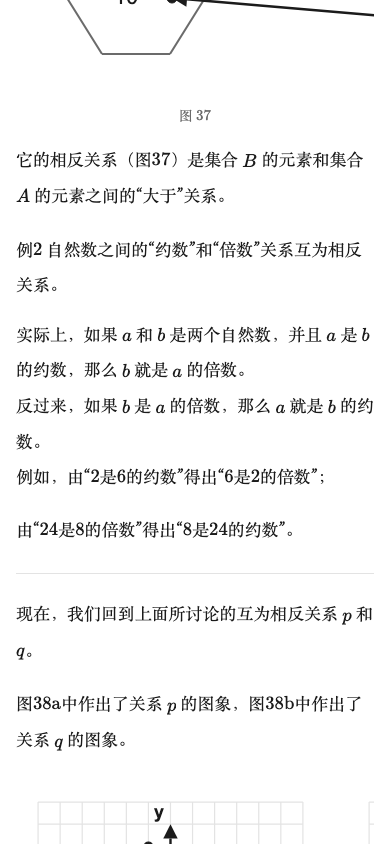 图 37
它的相反关系（图37）是集合 B 的元素和集合
A 的元素之间的“大于”关系。
例2 自然数之间的“约数”和“倍数”关系互为相反
关系。
实际上，如果 a 和 b 是两个自然数，并且 a 是 b
的约数，那么 b 就是 a 的倍数。
反过来，如果 b 是 a 的倍数，那么 a 就是 b 的约
数。
例如，由“2是6的约数”得出“6是2的倍数”；
由“24是8的倍数”得出“8是24的约数”。
现在，我们回到上面所讨论的互为相反关系 p 和
q。
图38a中作出了关系 p 的图象，图38b中作出了
关系 q 的图象。
y